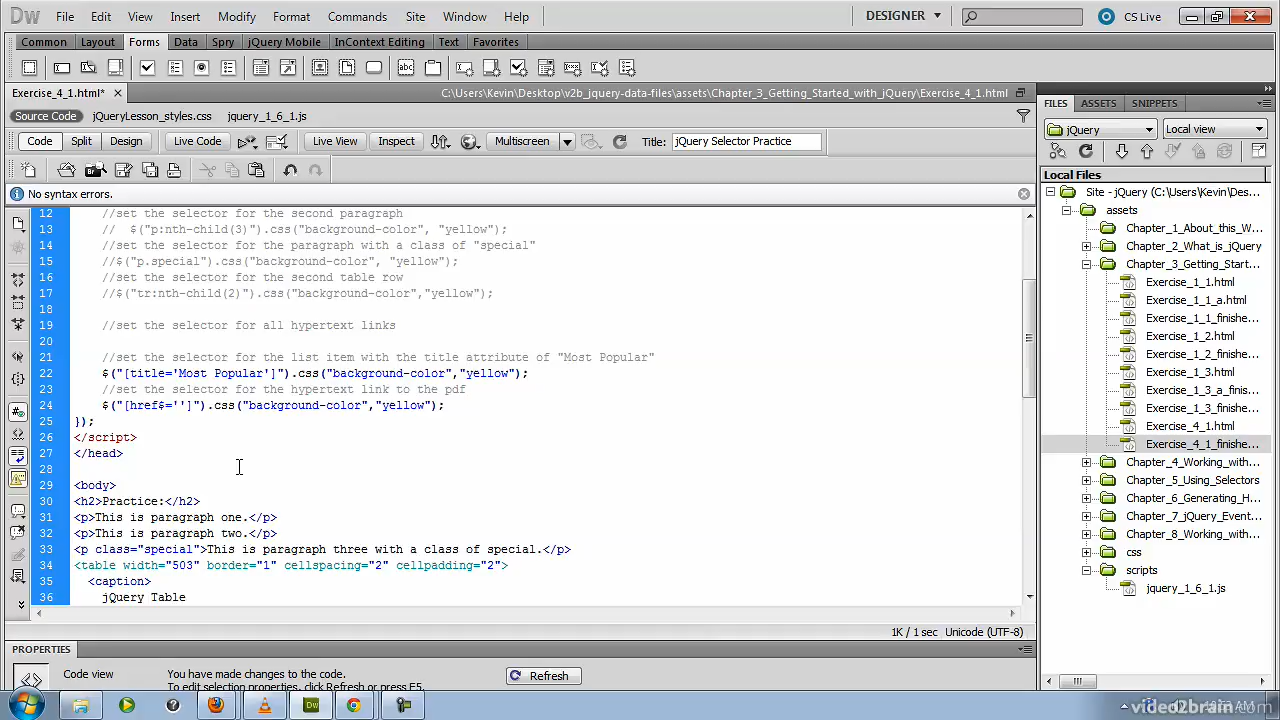 Dw File Edit View Insert Modify Format Commands Site Window Help DESIGNER CS Live
Common Layout Forms Data Spry jQuery Mobile InContext Editing Text Favorites
Exercise_4_1.html* C:\Users\Kevin\Desktop\v2b_jquery-data-files\assets\Chapter_3_Getting_Started_with_jQuery\Exercise_4_1.html
Source Code jQueryLesson_styles.css jquery_1_6_1.js
Code Split Design Live Code Live View Inspect Multiscreen Title: jQuery Selector Practice
No syntax errors.
12 //set the selector for the second paragraph
13 // $("p:nth-child(3)").css("background-color", "yellow");
14 //set the selector for the paragraph with a class of "special"
15 //$("p.special").css("background-color", "yellow");
16 //set the selector for the second table row
17 //$("tr:nth-child(2)").css("background-color","yellow");
18
19 //set the selector for all hypertext links
20
21 //set the selector for the list item with the title attribute of "Most Popular"
22 $("[title='Most Popular']").css("background-color","yellow");
23 //set the selector for the hypertext link to the pdf
24 $("[href$='']").css("background-color","yellow");
25 });
26 </script>
27 </head>
28
29 <body>
30 <h2>Practice:</h2>
31 <p>This is paragraph one.</p>
32 <p>This is paragraph two.</p>
33 <p class="special">This is paragraph three with a class of special.</p>
34 <table width="503" border="1" cellspacing="2" cellpadding="2">
35 <caption>
36 jQuery Table
1K / 1 sec Unicode (UTF-8)
PROPERTIES
Code view You have made changes to the code.
To edit selection properties, click Refresh or press F5.
Refresh
FILES ASSETS SNIPPETS
jQuery Local view
Local Files
Site - jQuery (C:\Users\Kevin\Des...
assets
Chapter_1_About_this_W...
Chapter_2_What_is_jQuery
Chapter_3_Getting_Start...
Exercise_1_1.html
Exercise_1_1_a.html
Exercise_1_1_finishe...
Exercise_1_2.html
Exercise_1_2_finishe...
Exercise_1_3.html
Exercise_1_3_a_finis...
Exercise_1_3_finishe...
Exercise_4_1.html
Exercise_4_1_finishe...
Chapter_4_Working_with...
Chapter_5_Using_Selectors
Chapter_6_Generating_H...
Chapter_7_jQuery_Event...
Chapter_8_Working_with...
css
scripts
jquery_1_6_1.js
video2brain.com